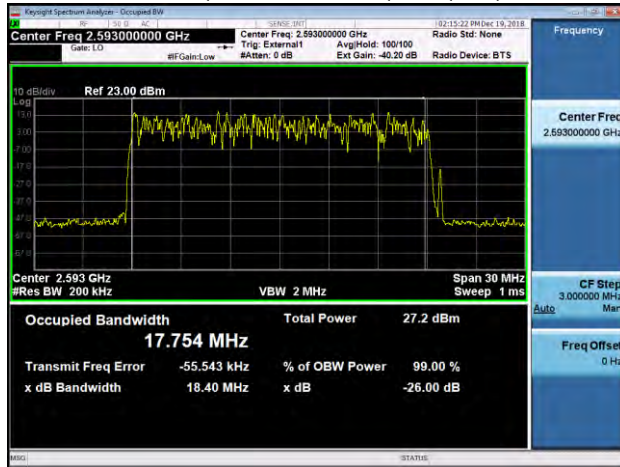 Keysight Spectrum Analyzer - Occupied BW
RF 50 Ω AC SENSE:INT 02:15:22 PM Dec 19, 2018
Center Freq 2.593000000 GHz Center Freq: 2.593000000 GHz Radio Std: None Frequency
Gate: LO Trig: External1 Avg|Hold: 100/100
#IFGain:Low #Atten: 0 dB Ext Gain: -40.20 dB Radio Device: BTS
10 dB/div Ref 23.00 dBm
Log
13.0
3.00
-7.00
-17.0
-27.0
-37.0
-47.0
-57.0
-67.0
Center Freq
2.593000000 GHz
Center 2.593 GHz Span 30 MHz
#Res BW 200 kHz VBW 2 MHz Sweep 1 ms
CF Step
3.000000 MHz
Auto Man
Occupied Bandwidth Total Power 27.2 dBm
17.754 MHz
Freq Offset
0 Hz
Transmit Freq Error -55.543 kHz % of OBW Power 99.00 %
x dB Bandwidth 18.40 MHz x dB -26.00 dB
MSG STATUS